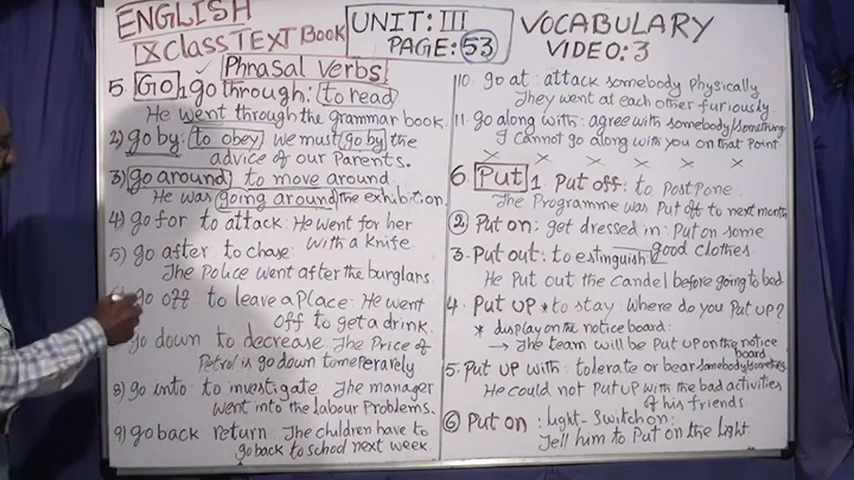 ENGLISH
X Class TEXT Book
UNIT: III
PAGE: 53
VOCABULARY
VIDEO: 3
Phrasal Verbs
5. Go 1, go through: to read
He went through the grammar book.
2) go by: to obey we must go by the
advice of our Parents.
3) go around to move around
He was going around the exhibition.
4) go for to attack: He went for her
with a knife
5) go after to chase:
The Police went after the burglars.
go off to leave a place: He went
off to get a drink.
go down to decrease The Price of
Petrol is go down tomeperarely
8) go into to investigate The manager
went into the labour Problems.
9) go back return: The children have to
go back to school next week
10. go at: attack somebody Physically
They went at each other furiously.
11. go along with: agree with somebody/something
I cannot go along with you on that Point
6. Put 1 Put off: to Postpone
The Programme was Put off to next month
2 Put on: get dressed in: Put on some
good clothes
3. Put out: to estinguish:
He Put out the candel before going to bed
4. Put up * to stay: Where do you Put up?
* display on the notice board:
→ The team will be Put up on the notice
board
5. Put up with: tolerate or bear somebody/something
He could not Put up with the bad activities
of his friends
6 Put on: light-switch on:
Tell him to Put on the light.